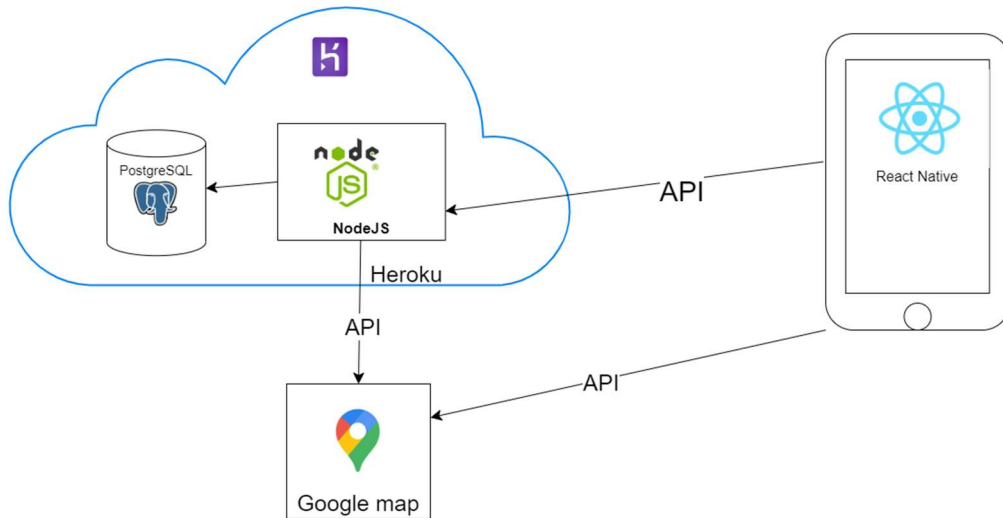 PostgreSQL
node
JS
®
NodeJS
API
React Native
Heroku
API
API
Google map